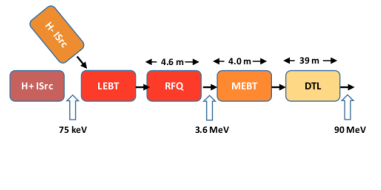 H- ISrc
4.6 m
4.0 m
39 m
H+ ISrc
LEBT
RFQ
MEBT
DTL
75 keV
3.6 MeV
90 MeV